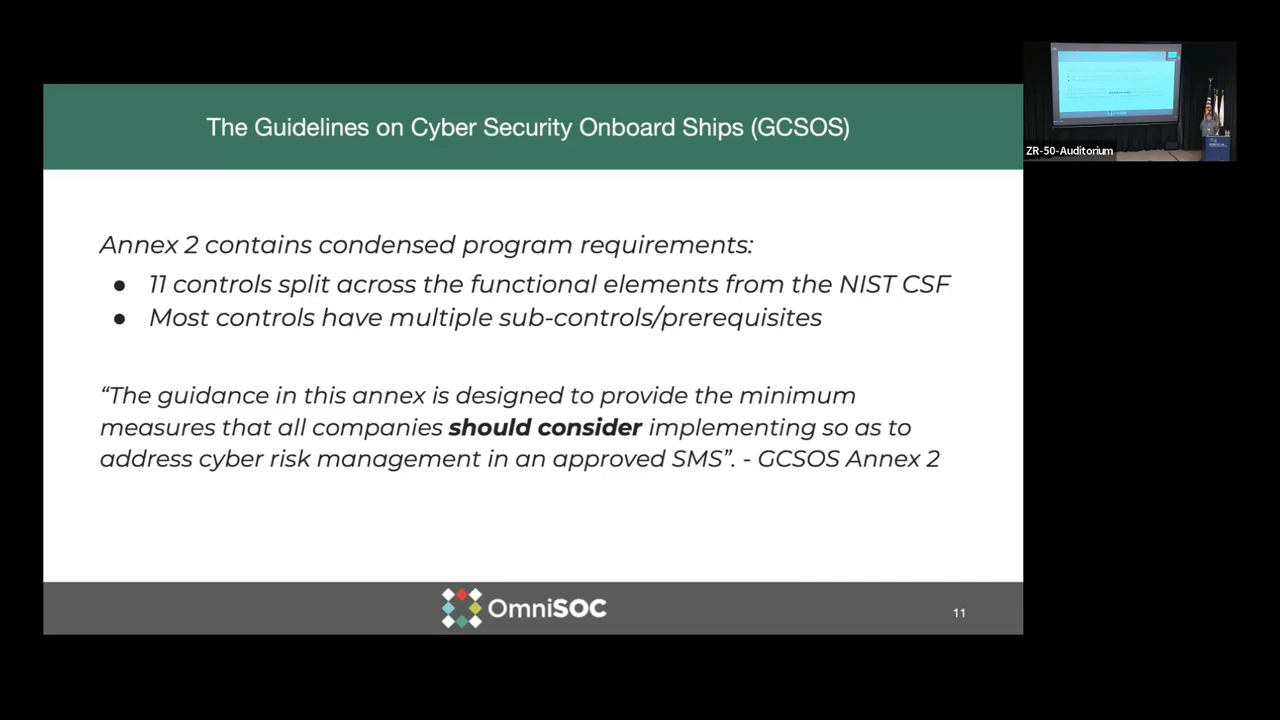 The Guidelines on Cyber Security Onboard Ships (GCSOS)
Annex 2 contains condensed program requirements:
● 11 controls split across the functional elements from the NIST CSF
● Most controls have multiple sub-controls/prerequisites
“The guidance in this annex is designed to provide the minimum
measures that all companies should consider implementing so as to
address cyber risk management in an approved SMS”. - GCSOS Annex 2
OmniSOC
11
ZR-50-Auditorium